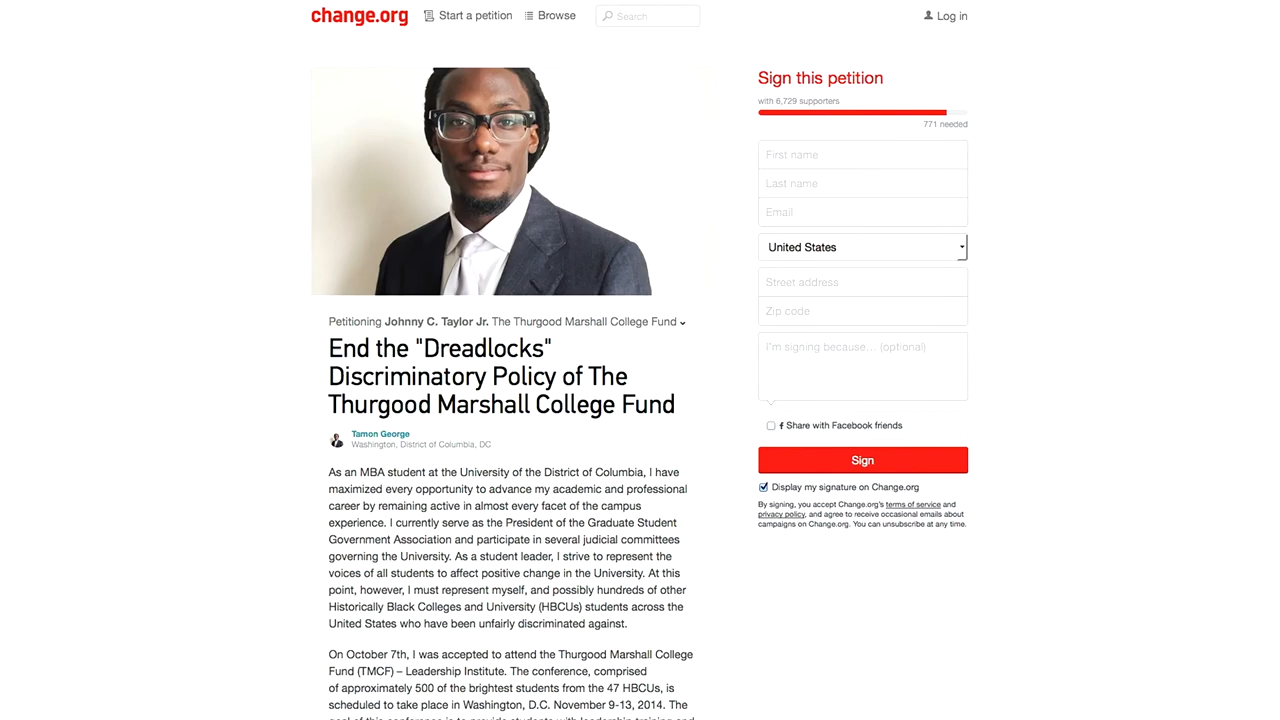 change.org Start a petition Browse Search Log in
Sign this petition
with 6,729 supporters
771 needed
First name
Last name
Email
United States
Street address
Zip code
I'm signing because... (optional)
f Share with Facebook friends
Sign
Display my signature on Change.org
By signing, you accept Change.org's terms of service and
privacy policy, and agree to receive occasional emails about
campaigns on Change.org. You can unsubscribe at any time.
Petitioning Johnny C. Taylor Jr. The Thurgood Marshall College Fund
End the "Dreadlocks"
Discriminatory Policy of The
Thurgood Marshall College Fund
Tamon George
Washington, District of Columbia, DC
As an MBA student at the University of the District of Columbia, I have
maximized every opportunity to advance my academic and professional
career by remaining active in almost every facet of the campus
experience. I currently serve as the President of the Graduate Student
Government Association and participate in several judicial committees
governing the University. As a student leader, I strive to represent the
voices of all students to affect positive change in the University. At this
point, however, I must represent myself, and possibly hundreds of other
Historically Black Colleges and University (HBCUs) students across the
United States who have been unfairly discriminated against.
On October 7th, I was accepted to attend the Thurgood Marshall College
Fund (TMCF) – Leadership Institute. The conference, comprised
of approximately 500 of the brightest students from the 47 HBCUs, is
scheduled to take place in Washington, D.C. November 9-13, 2014. The